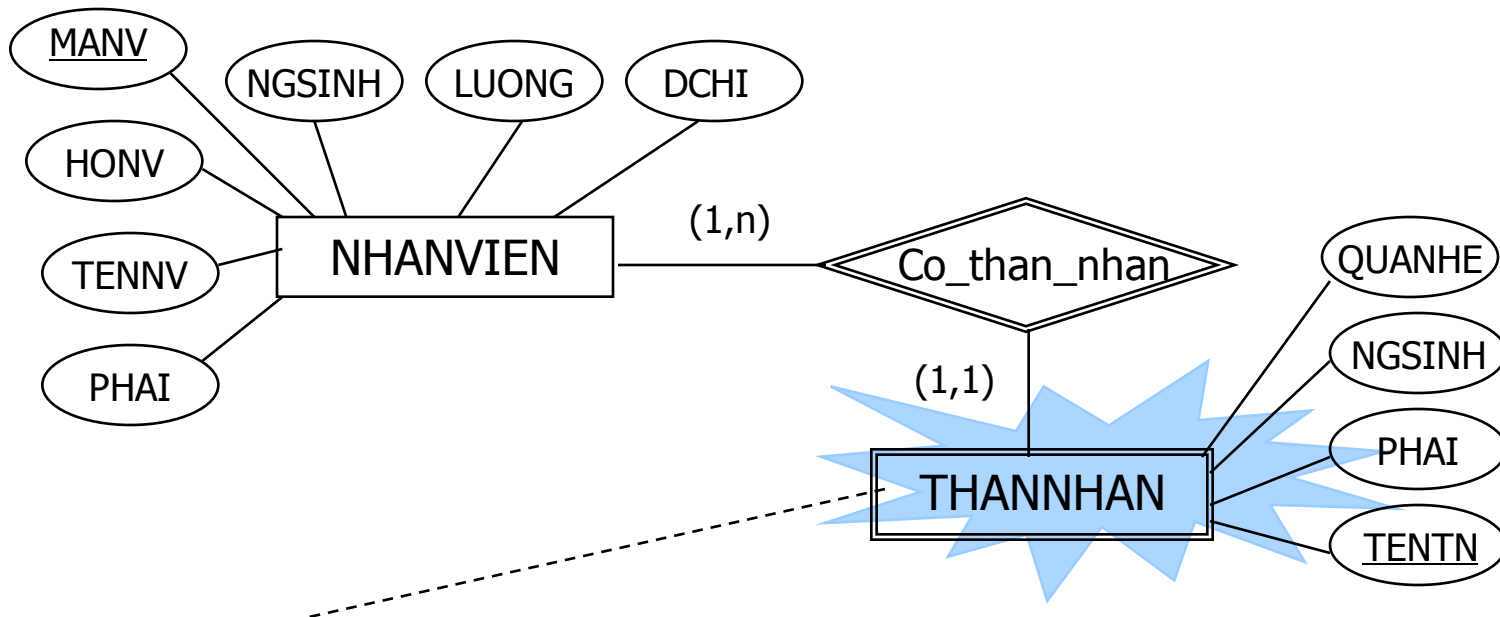 MANV
NGSINH
LUONG
DCHI
HONV
TENNV
PHAI
NHANVIEN
(1,n)
Co_than_nhan
QUANHE
NGSINH
(1,1)
PHAI
THANNHAN
TENTN